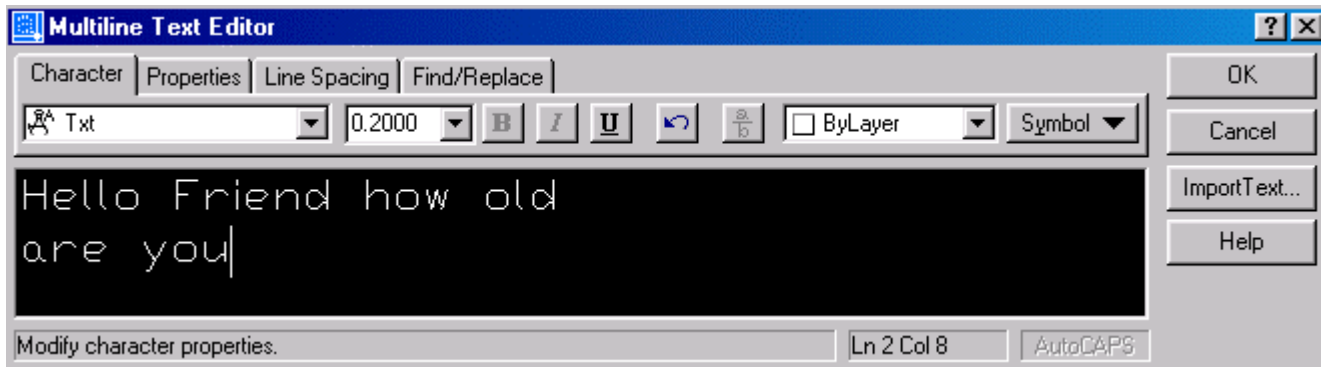 Multiline Text Editor
Character Properties Line Spacing Find/Replace
OK
Txt 0.2000 B I U a/b ByLayer Symbol
Cancel
Hello Friend how old
are you
ImportText...
Help
Modify character properties. Ln 2 Col 8 AutoCAPS